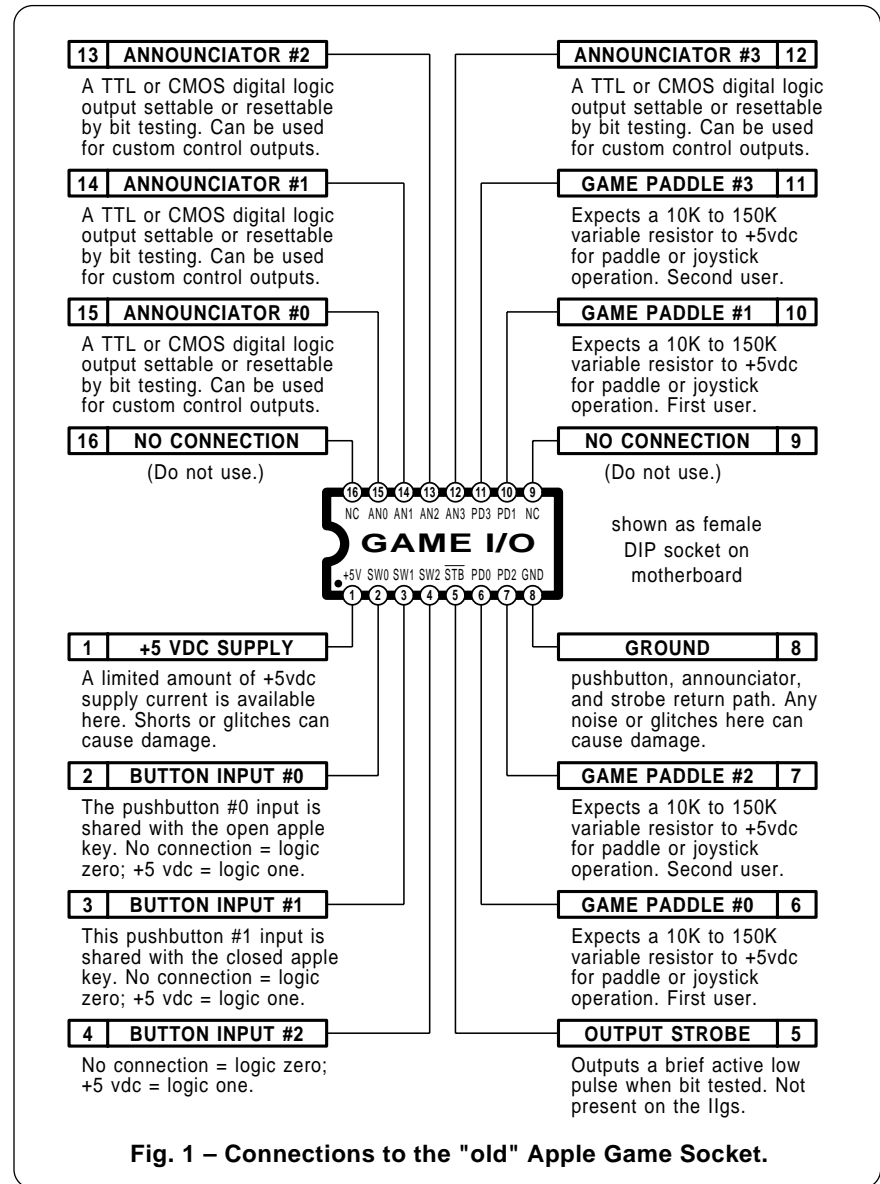 13 ANNOUNCIATOR #2
A TTL or CMOS digital logic
output settable or resettable
by bit testing. Can be used
for custom control outputs.
14 ANNOUNCIATOR #1
A TTL or CMOS digital logic
output settable or resettable
by bit testing. Can be used
for custom control outputs.
15 ANNOUNCIATOR #0
A TTL or CMOS digital logic
output settable or resettable
by bit testing. Can be used
for custom control outputs.
16 NO CONNECTION
(Do not use.)
ANNOUNCIATOR #3 12
A TTL or CMOS digital logic
output settable or resettable
by bit testing. Can be used
for custom control outputs.
GAME PADDLE #3 11
Expects a 10K to 150K
variable resistor to +5vdc
for paddle or joystick
operation. Second user.
GAME PADDLE #1 10
Expects a 10K to 150K
variable resistor to +5vdc
for paddle or joystick
operation. First user.
NO CONNECTION 9
(Do not use.)
shown as female
DIP socket on
motherboard
16 15 14 13 12 11 10 9
NC AN0 AN1 AN2 AN3 PD3 PD1 NC
GAME I/O
+5V SW0 SW1 SW2 STB PD0 PD2 GND
1 2 3 4 5 6 7 8
1 +5 VDC SUPPLY
A limited amount of +5vdc
supply current is available
here. Shorts or glitches can
cause damage.
2 BUTTON INPUT #0
The pushbutton #0 input is
shared with the open apple
key. No connection = logic
zero; +5 vdc = logic one.
3 BUTTON INPUT #1
This pushbutton #1 input is
shared with the closed apple
key. No connection = logic
zero; +5 vdc = logic one.
4 BUTTON INPUT #2
No connection = logic zero;
+5 vdc = logic one.
GROUND 8
pushbutton, announciator,
and strobe return path. Any
noise or glitches here can
cause damage.
GAME PADDLE #2 7
Expects a 10K to 150K
variable resistor to +5vdc
for paddle or joystick
operation. Second user.
GAME PADDLE #0 6
Expects a 10K to 150K
variable resistor to +5vdc
for paddle or joystick
operation. First user.
OUTPUT STROBE 5
Outputs a brief active low
pulse when bit tested. Not
present on the IIgs.
Fig. 1 – Connections to the "old" Apple Game Socket.